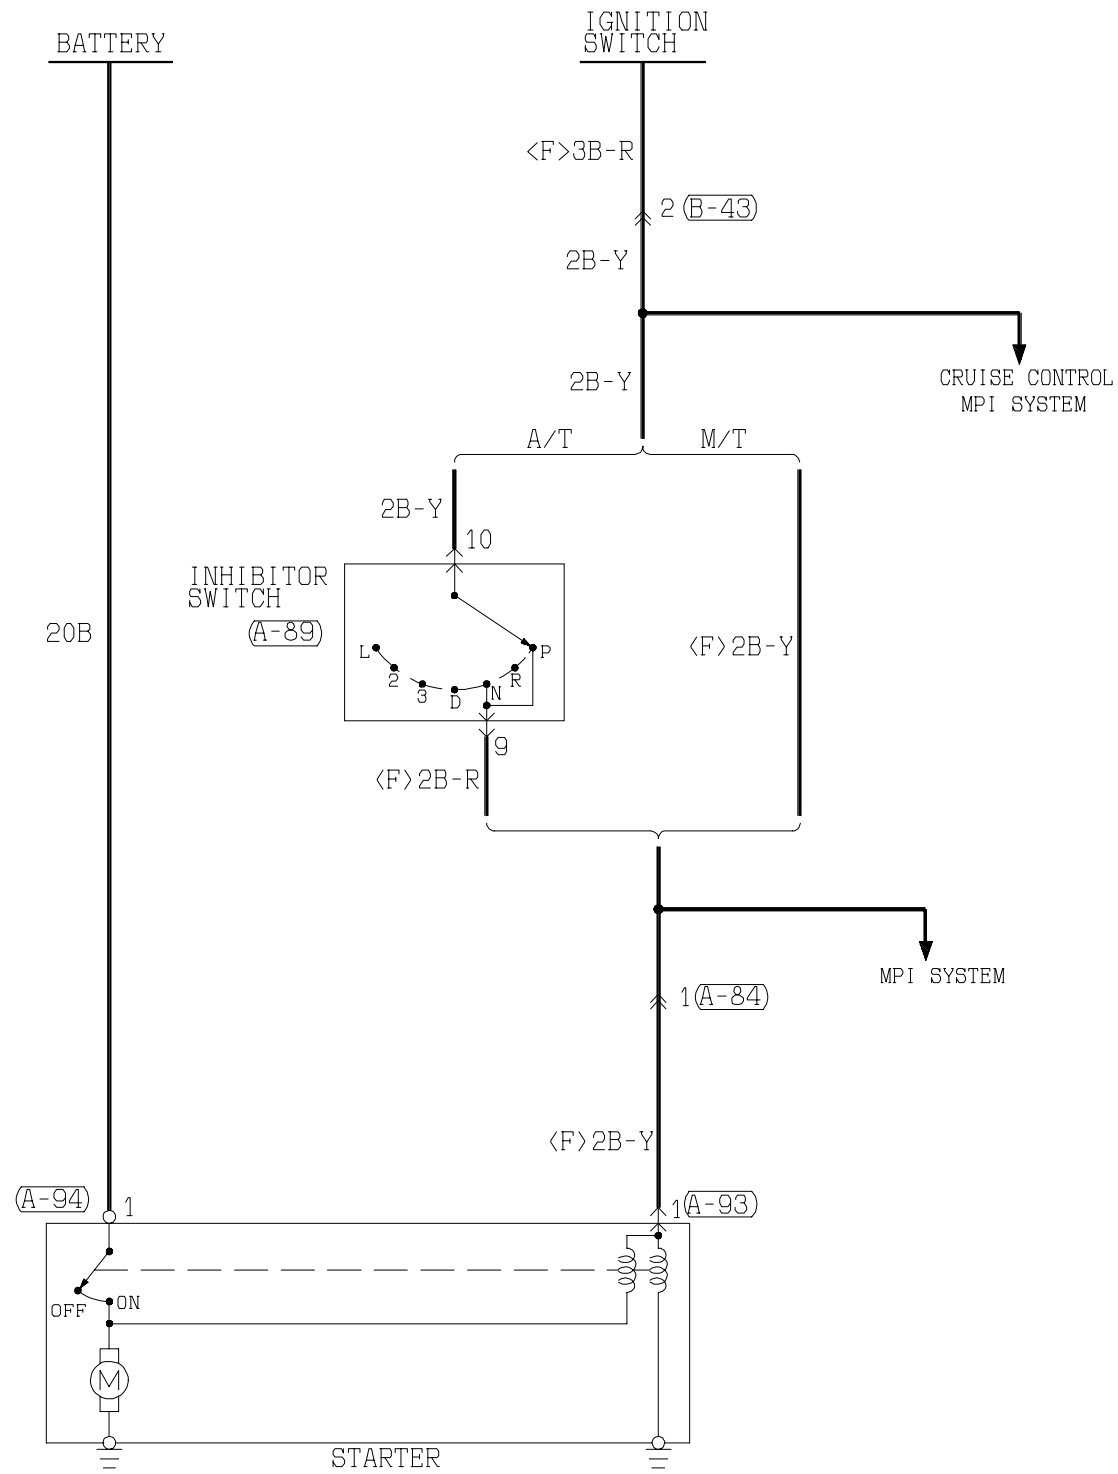 BATTERY
IGNITION
SWITCH
<F>3B-R
2 (B-43)
2B-Y
2B-Y
CRUISE CONTROL
MPI SYSTEM
A/T
M/T
2B-Y
10
INHIBITOR
SWITCH
(A-89)
20B
<F>2B-Y
L
P
2
R
3
D
N
9
<F>2B-R
MPI SYSTEM
1 (A-84)
<F>2B-Y
(A-94)
1
1 (A-93)
OFF
ON
M
STARTER